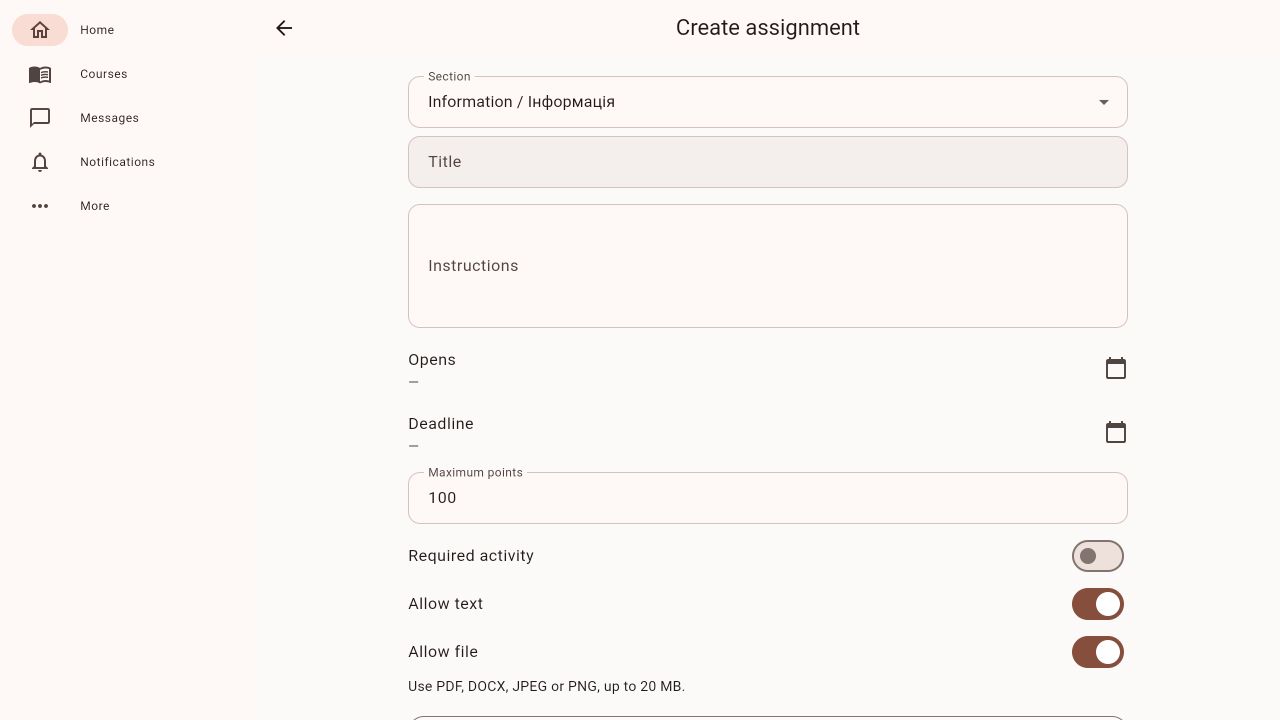 Home
Courses
Messages
Notifications
More
Create assignment
Section
Information / Інформація
Title
Instructions
Opens
—
Deadline
—
Maximum points
100
Required activity
Allow text
Allow file
Use PDF, DOCX, JPEG or PNG, up to 20 MB.